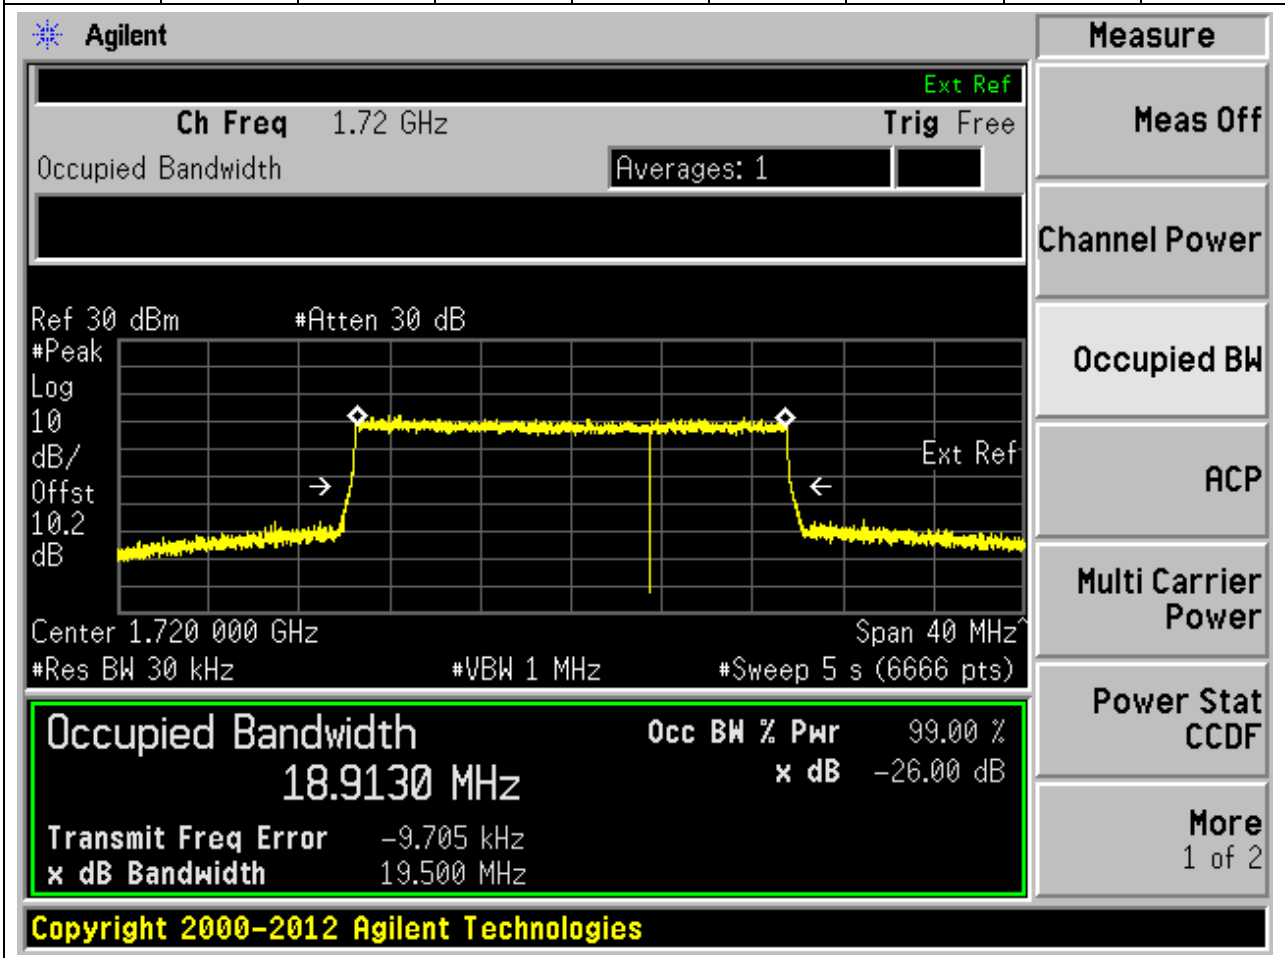 Agilent
Measure
Ext Ref
Ch Freq 1.72 GHz Trig Free
Occupied Bandwidth Averages: 1
Meas Off
Channel Power
Occupied BW
ACP
Multi Carrier
Power
Power Stat
CCDF
More
1 of 2
Ref 30 dBm #Atten 30 dB
#Peak
Log
10
dB/
Offst
10.2
dB
Ext Ref
Center 1.720 000 GHz Span 40 MHz^
#Res BW 30 kHz #VBW 1 MHz #Sweep 5 s (6666 pts)
Occupied Bandwidth Occ BW % Pwr 99.00 %
18.9130 MHz x dB -26.00 dB
Transmit Freq Error -9.705 kHz
x dB Bandwidth 19.500 MHz
Copyright 2000-2012 Agilent Technologies